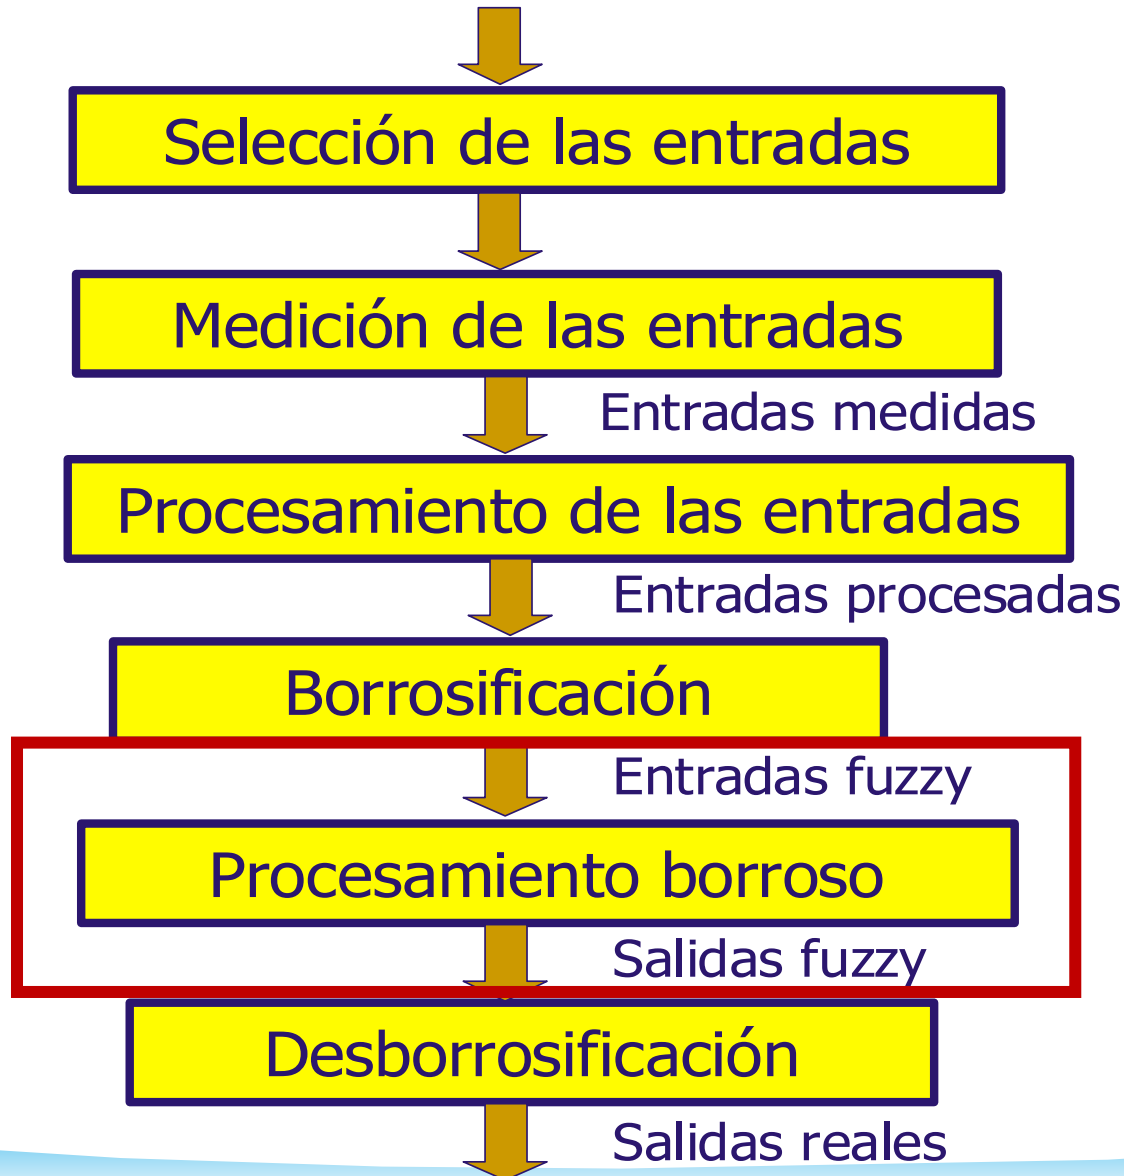 Selección de las entradas
Medición de las entradas
Entradas medidas
Procesamiento de las entradas
Entradas procesadas
Borrosificación
Entradas fuzzy
Procesamiento borroso
Salidas fuzzy
Desborrosificación
Salidas reales